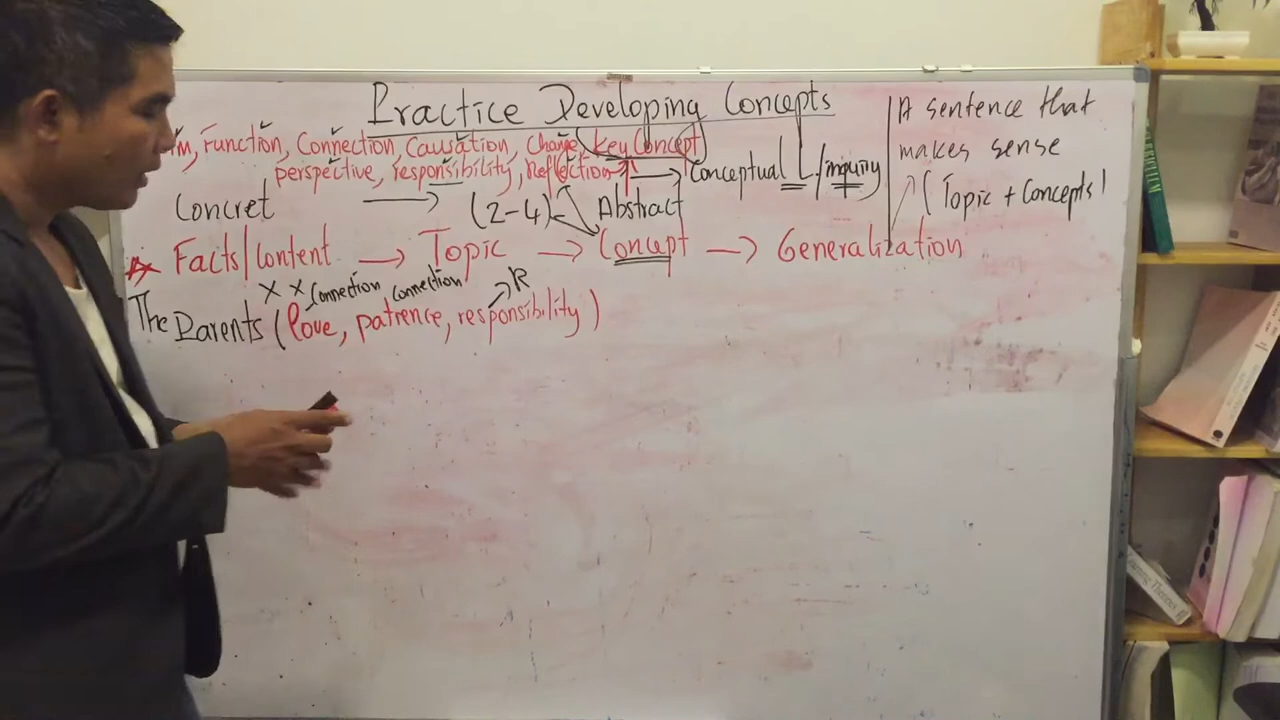 Practice Developing Concepts
m, Function, Connection Causation, Change, Key Concept
perspective, responsibility, Reflection → Conceptual L/inquiry
Concret → (2-4) Abstract
Facts/Content → Topic → Concept → Generalization
X X Connection connection → R
The Parents (love, patience, responsibility)
A sentence that
makes sense
(Topic + Concepts)